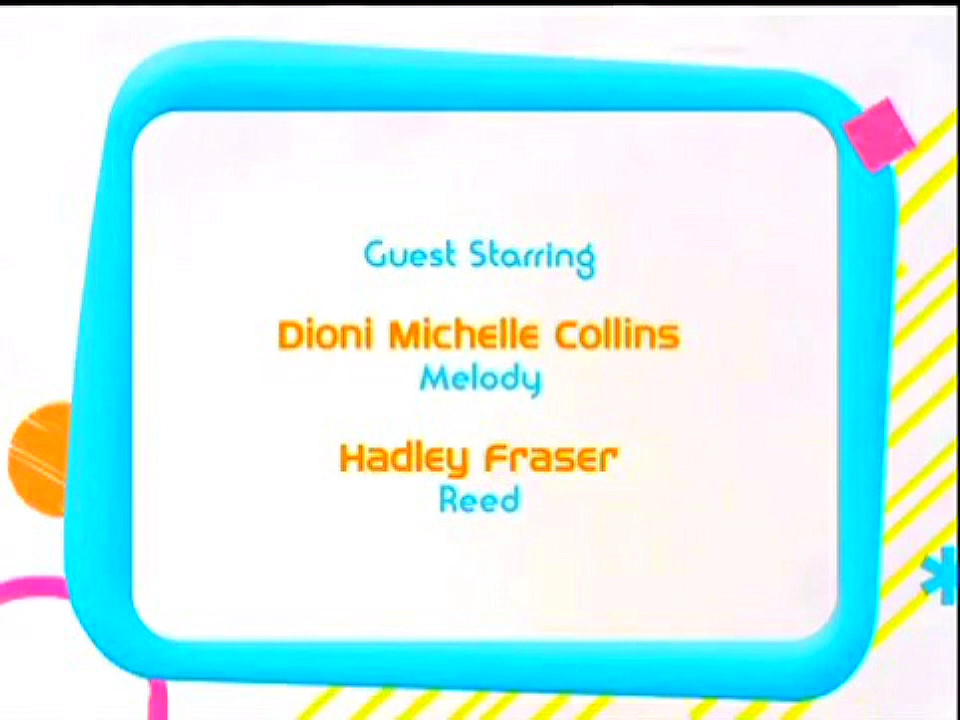 Guest Starring
Dioni Michelle Collins
Melody
Hadley Fraser
Reed